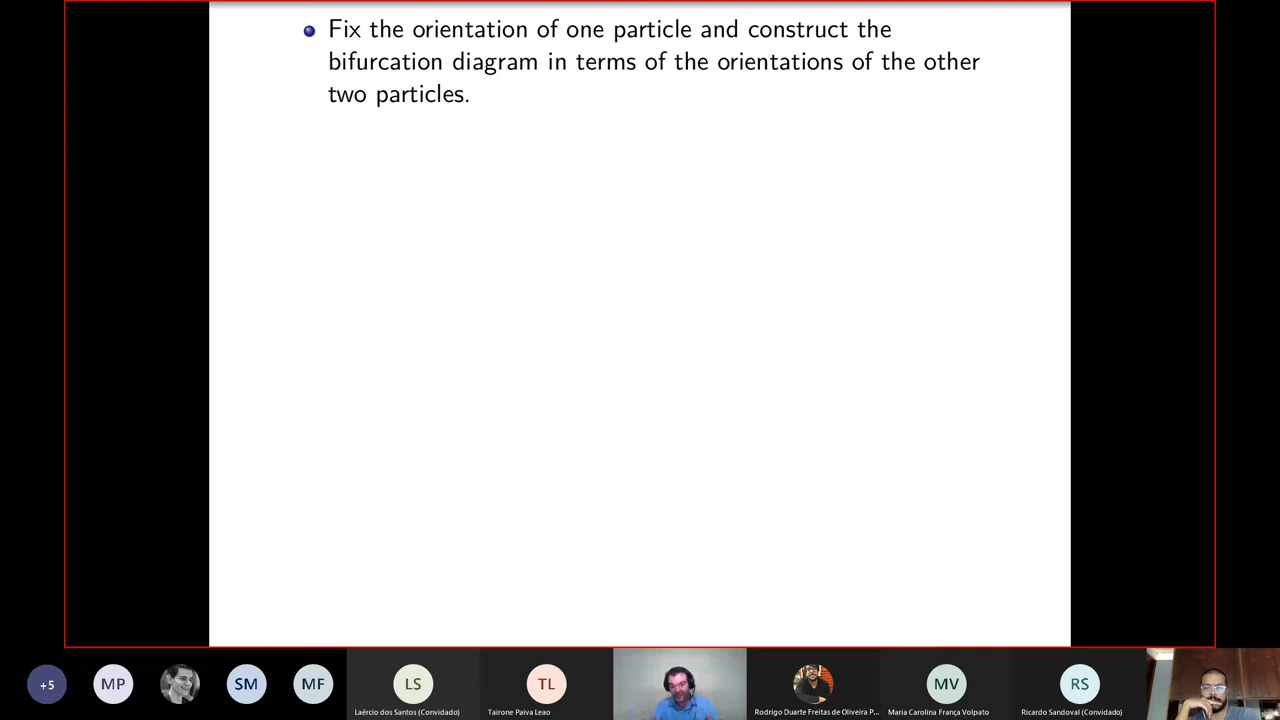 Fix the orientation of one particle and construct the
bifurcation diagram in terms of the orientations of the other
two particles.
+5
MP
SM
MF
LS
Laércio dos Santos (Convidado)
TL
Tairone Paiva Leao
Rodrigo Duarte Freitas de Oliveira P...
MV
Maria Carolina França Volpato
RS
Ricardo Sandoval (Convidado)